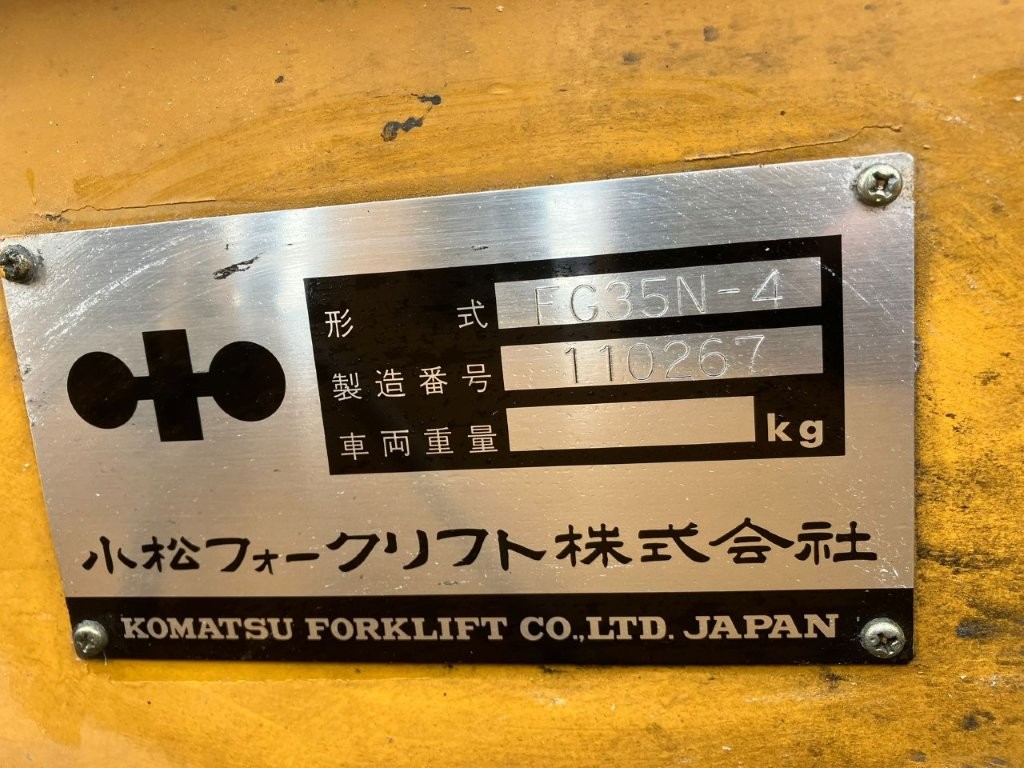 形式 FG35N-4
製造番号 110267
車両重量 kg
小松フォークリフト株式会社
KOMATSU FORKLIFT CO.,LTD. JAPAN